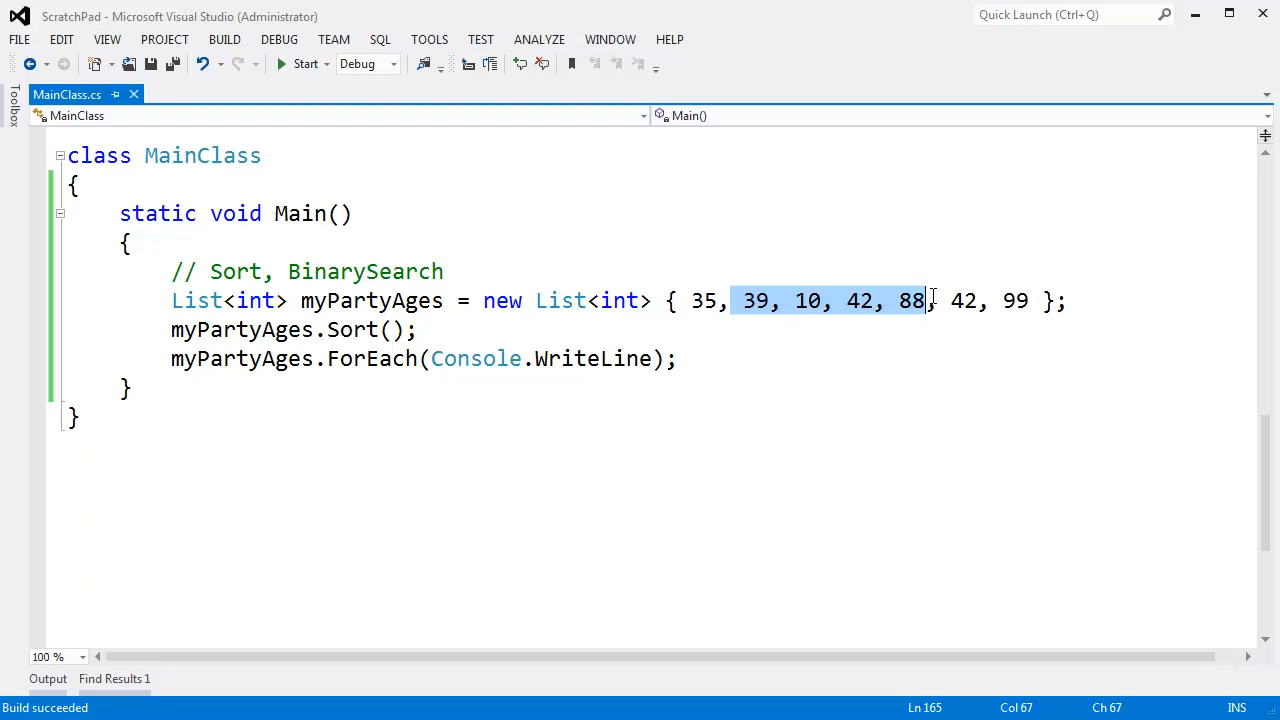 ScratchPad - Microsoft Visual Studio (Administrator)
Quick Launch (Ctrl+Q)
FILE EDIT VIEW PROJECT BUILD DEBUG TEAM SQL TOOLS TEST ANALYZE WINDOW HELP
Start Debug
Toolbox
MainClass.cs
MainClass Main()
class MainClass
{
static void Main()
{
// Sort, BinarySearch
List<int> myPartyAges = new List<int> { 35, 39, 10, 42, 88, 42, 99 };
myPartyAges.Sort();
myPartyAges.ForEach(Console.WriteLine);
}
}
100 %
Output Find Results 1
Build succeeded Ln 165 Col 67 Ch 67 INS